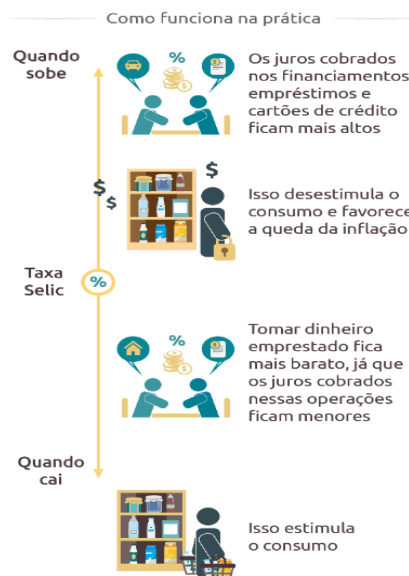 Como funciona na prática
Quando
sobe
%
Os juros cobrados
nos financiamentos
empréstimos e
cartões de crédito
ficam mais altos
$
$
$
Isso desestimula o
consumo e favorece
a queda da inflação
Taxa
Selic
%
%
Tomar dinheiro
emprestado fica
mais barato, já que
os juros cobrados
nessas operações
ficam menores
Quando
cai
Isso estimula
o consumo